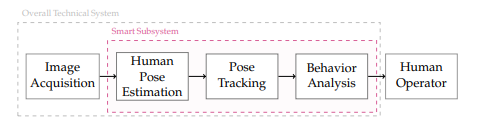 Overall Technical System
Smart Subsystem
Image
Acquisition
Human
Pose
Estimation
Pose
Tracking
Behavior
Analysis
Human
Operator